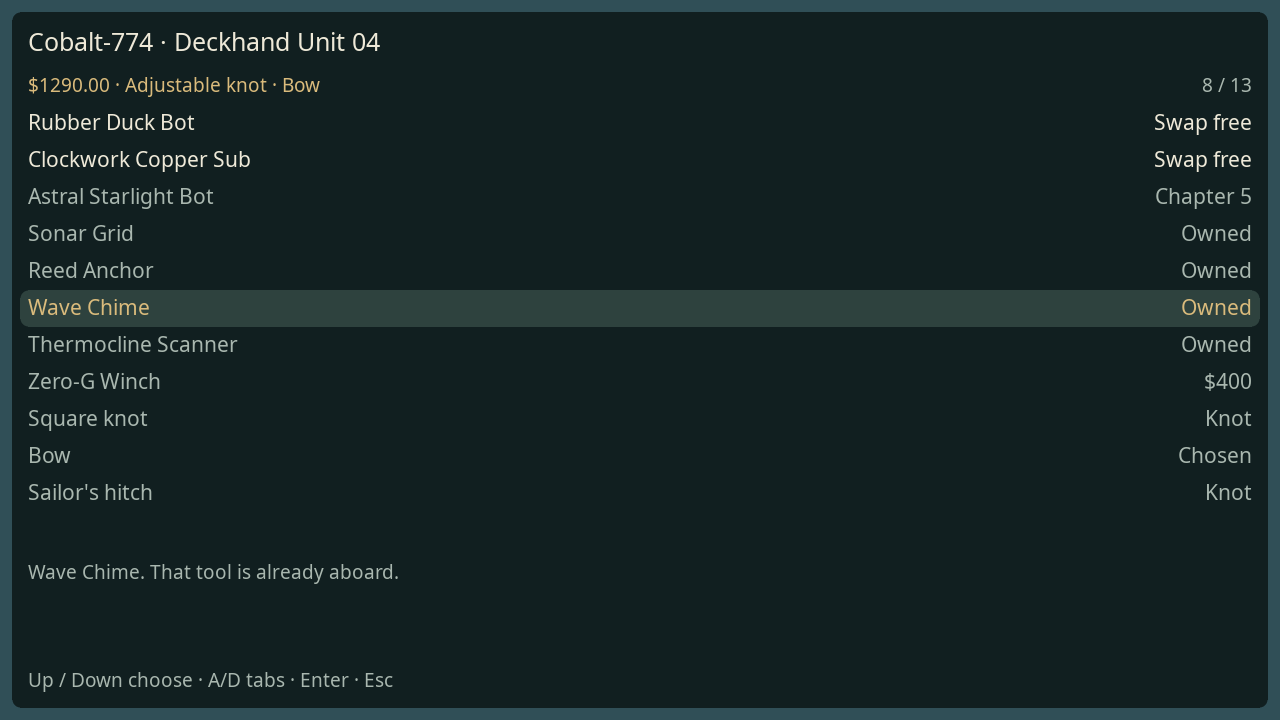 Cobalt-774 · Deckhand Unit 04
$1290.00 · Adjustable knot · Bow 8 / 13
Rubber Duck Bot Swap free
Clockwork Copper Sub Swap free
Astral Starlight Bot Chapter 5
Sonar Grid Owned
Reed Anchor Owned
Wave Chime Owned
Thermocline Scanner Owned
Zero-G Winch $400
Square knot Knot
Bow Chosen
Sailor's hitch Knot
Wave Chime. That tool is already aboard.
Up / Down choose · A/D tabs · Enter · Esc